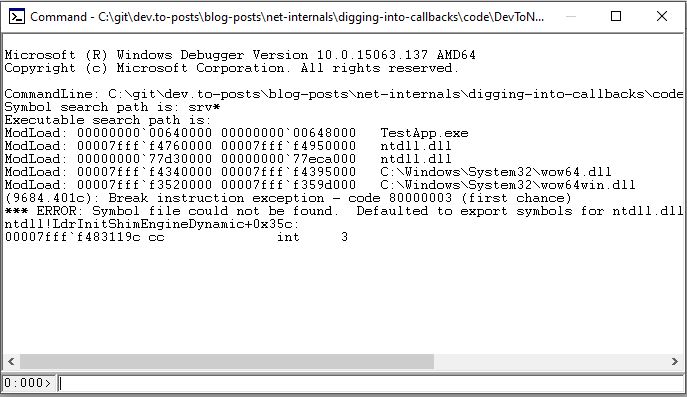 Command - C:\git\dev.to-posts\blog-posts\net-internals\digging-into-callbacks\code\DevToN...
Microsoft (R) Windows Debugger Version 10.0.15063.137 AMD64
Copyright (c) Microsoft Corporation. All rights reserved.
CommandLine: C:\git\dev.to-posts\blog-posts\net-internals\digging-into-callbacks\code
Symbol search path is: srv*
Executable search path is:
ModLoad: 00000000`00640000 00000000`00648000   TestApp.exe
ModLoad: 00007fff`f4760000 00007fff`f4950000   ntdll.dll
ModLoad: 00000000`77d30000 00000000`77eca000   ntdll.dll
ModLoad: 00007fff`f4340000 00007fff`f4395000   C:\Windows\System32\wow64.dll
ModLoad: 00007fff`f3520000 00007fff`f359d000   C:\Windows\System32\wow64win.dll
(9684.401c): Break instruction exception - code 80000003 (first chance)
*** ERROR: Symbol file could not be found.  Defaulted to export symbols for ntdll.dll
ntdll!LdrInitShimEngineDynamic+0x35c:
00007fff`f483119c cc              int     3
0:000>